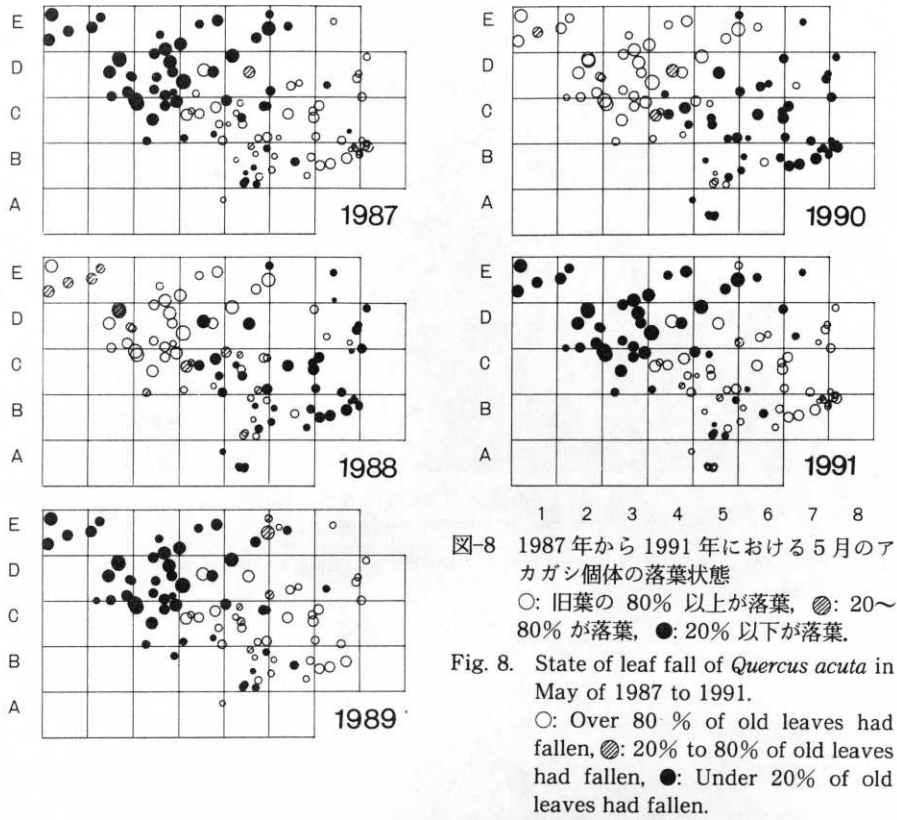 E
D
C
B
A
1987
E
D
C
B
A
1990
E
D
C
B
A
1988
E
D
C
B
A
1991
1 2 3 4 5 6 7 8
E
D
C
B
A
1989
図-8 1987年から1991年における5月のア
カガシ個体の落葉状態
○: 旧葉の 80% 以上が落葉, ◍: 20〜
80% が落葉, ●: 20% 以下が落葉.
Fig. 8. State of leaf fall of Quercus acuta in
May of 1987 to 1991.
○: Over 80 % of old leaves had
fallen, ◍: 20% to 80% of old leaves
had fallen, ●: Under 20% of old
leaves had fallen.